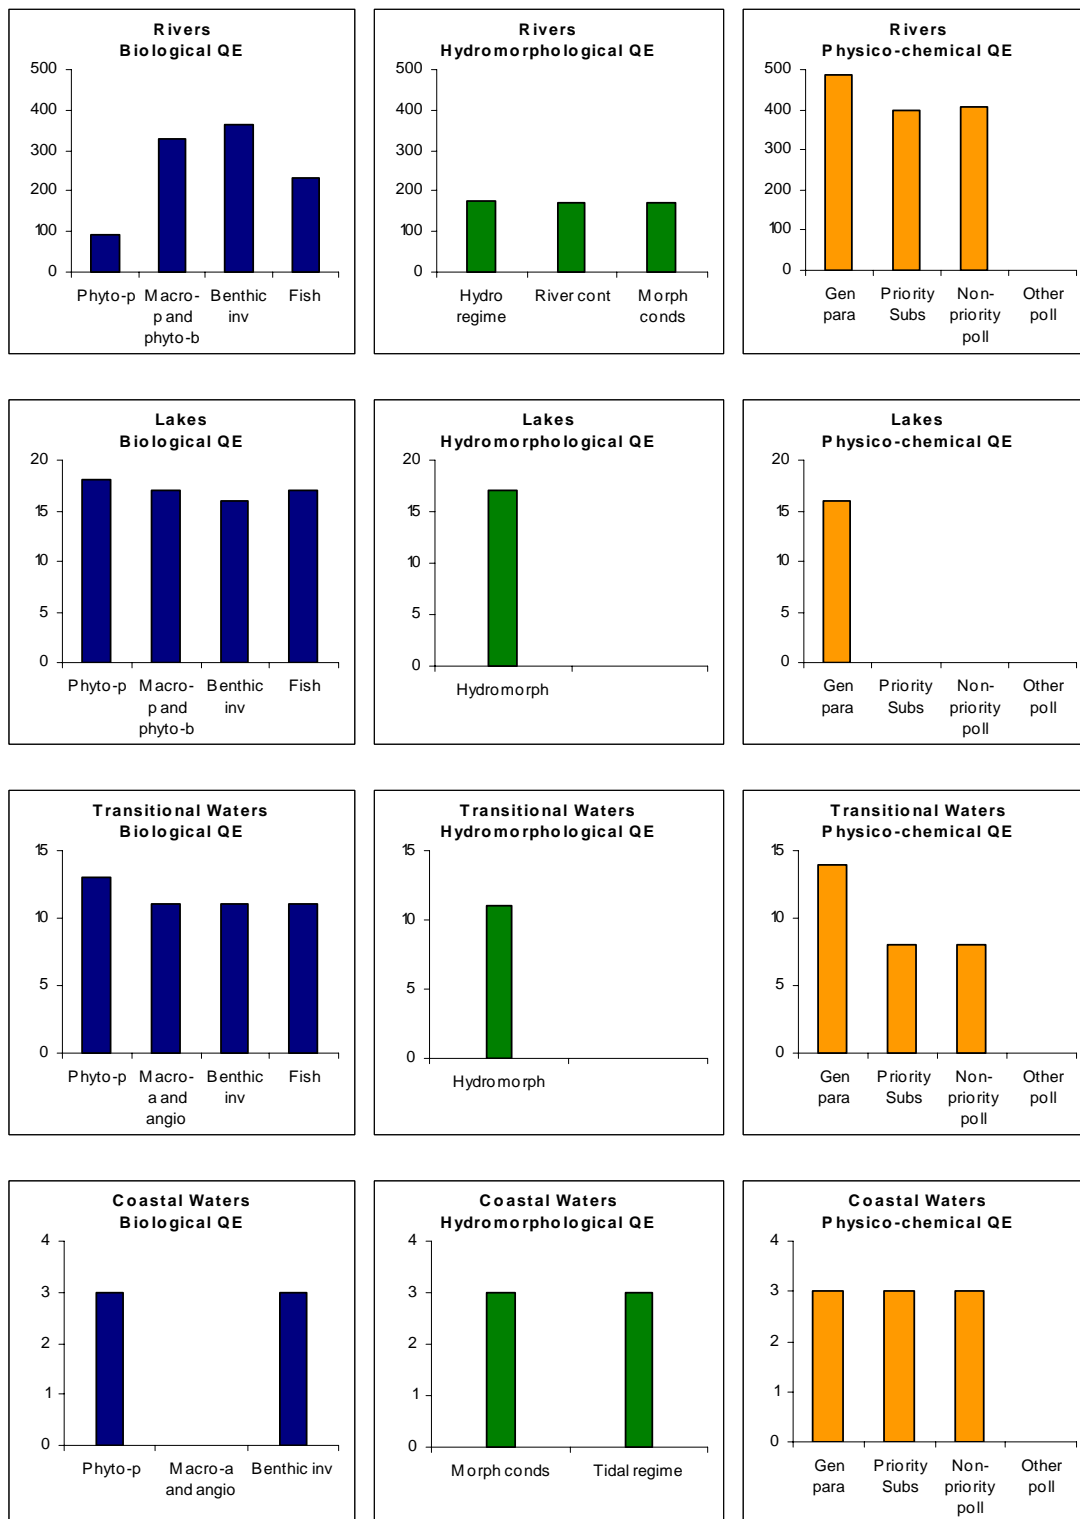 Rivers
Biological QE
500
400
300
200
100
0
Phyto-p
Macro-
p and
phyto-b
Benthic
inv
Fish
Rivers
Hydromorphological QE
500
400
300
200
100
0
Hydro
regime
River cont
Morph
conds
Rivers
Physico-chemical QE
500
400
300
200
100
0
Gen
para
Priority
Subs
Non-
priority
poll
Other
poll
Lakes
Biological QE
20
15
10
5
0
Phyto-p
Macro-
p and
phyto-b
Benthic
inv
Fish
Lakes
Hydromorphological QE
20
15
10
5
0
Hydromorph
Lakes
Physico-chemical QE
20
15
10
5
0
Gen
para
Priority
Subs
Non-
priority
poll
Other
poll
Transitional Waters
Biological QE
15
10
5
0
Phyto-p
Macro-
a and
angio
Benthic
inv
Fish
Transitional Waters
Hydromorphological QE
15
10
5
0
Hydromorph
Transitional Waters
Physico-chemical QE
15
10
5
0
Gen
para
Priority
Subs
Non-
priority
poll
Other
poll
Coastal Waters
Biological QE
4
3
2
1
0
Phyto-p
Macro-a
and angio
Benthic inv
Coastal Waters
Hydromorphological QE
4
3
2
1
0
Morph conds
Tidal regime
Coastal Waters
Physico-chemical QE
4
3
2
1
0
Gen
para
Priority
Subs
Non-
priority
poll
Other
poll